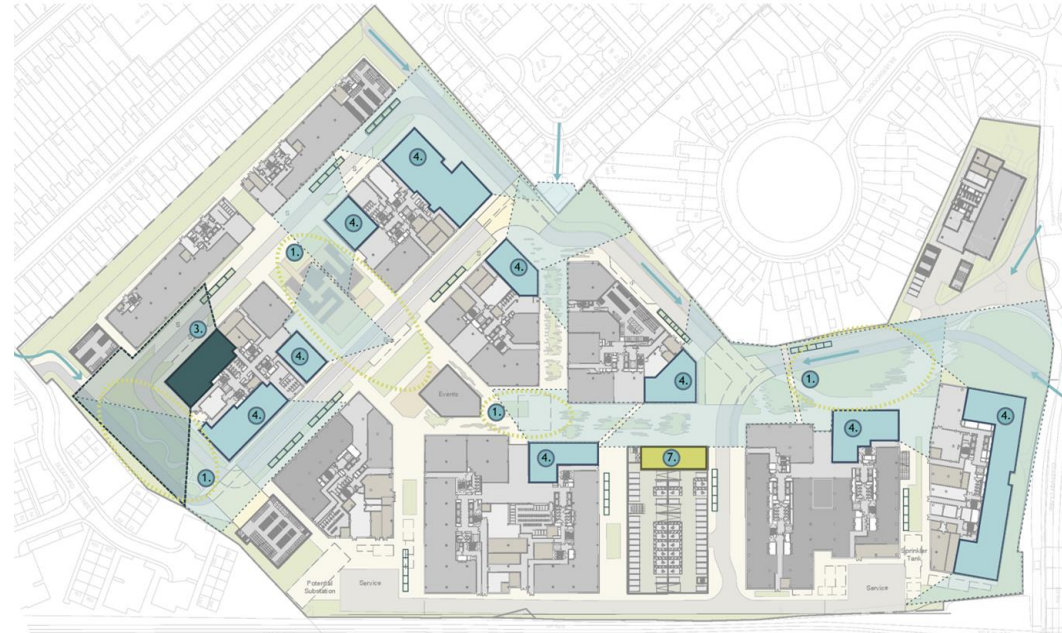 4.
4.
1.
4.
3.
4.
4.
4.
1.
Events
1.
4.
1.
4.
4.
7.
4.
1.
Sprinkler
Tank
Potential
Substation
Service
Service